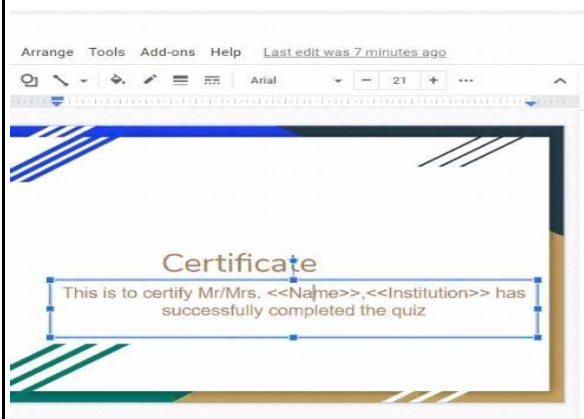 Arrange Tools Add-ons Help Last edit was 7 minutes ago
Arial - 21 + ...
Certificate
This is to certify Mr/Mrs. <<Name>>,<<Institution>> has
successfully completed the quiz